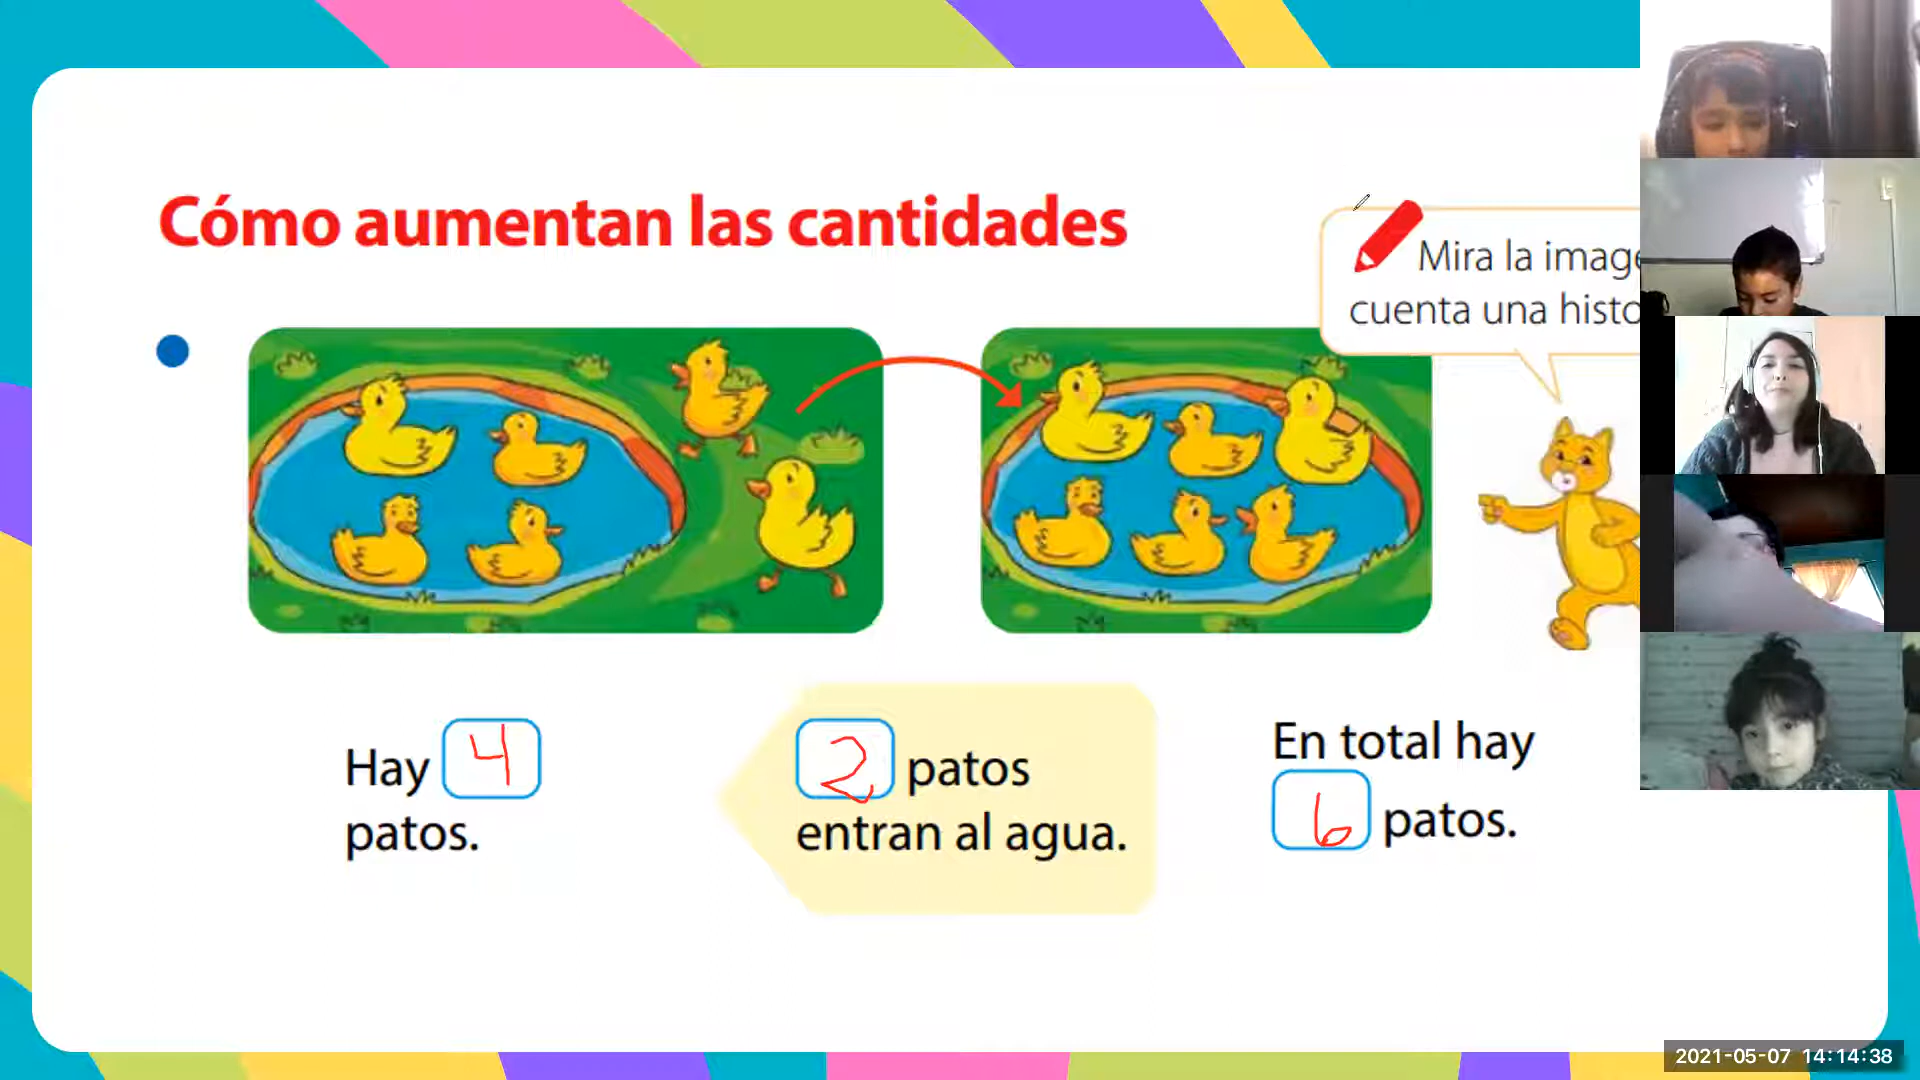 Cómo aumentan las cantidades
Mira la image
cuenta una histo
Hay 4
patos.
2 patos
entran al agua.
En total hay
6 patos.
2021-05-07 14:14:38